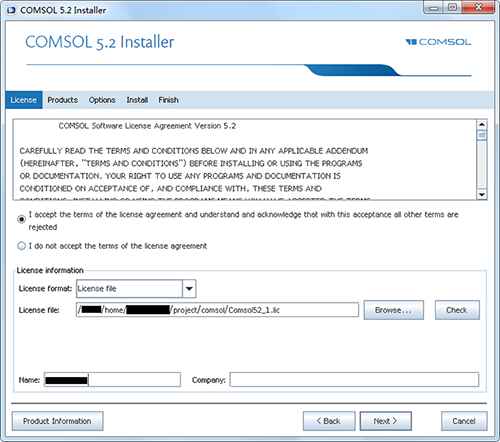 COMSOL 5.2 Installer
COMSOL 5.2 Installer
COMSOL
License Products Options Install Finish
COMSOL Software License Agreement Version 5.2
CAREFULLY READ THE TERMS AND CONDITIONS BELOW AND IN ANY APPLICABLE ADDENDUM
(HEREINAFTER, "TERMS AND CONDITIONS") BEFORE INSTALLING OR USING THE PROGRAMS
OR DOCUMENTATION. YOUR RIGHT TO USE ANY PROGRAMS AND DOCUMENTATION IS
CONDITIONED ON ACCEPTANCE OF, AND COMPLIANCE WITH, THESE TERMS AND
I accept the terms of the license agreement and understand and acknowledge that with this acceptance all other terms are
rejected
I do not accept the terms of the license agreement
License information
License format: License file
License file: / /home/ /project/comsol/Comsol52_1.lic Browse... Check
Name: Company:
Product Information < Back Next > Cancel